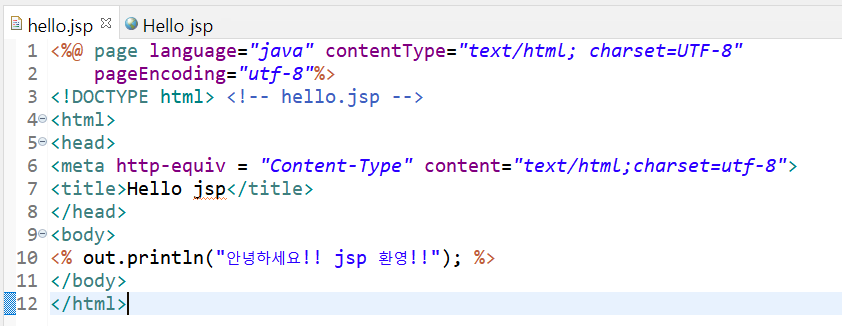 hello.jsp Hello jsp
1 <%@ page language="java" contentType="text/html; charset=UTF-8"
2     pageEncoding="utf-8"%>
3 <!DOCTYPE html> <!-- hello.jsp -->
4 <html>
5 <head>
6 <meta http-equiv = "Content-Type" content="text/html;charset=utf-8">
7 <title>Hello jsp</title>
8 </head>
9 <body>
10 <% out.println("안녕하세요!! jsp 환영!!"); %>
11 </body>
12 </html>